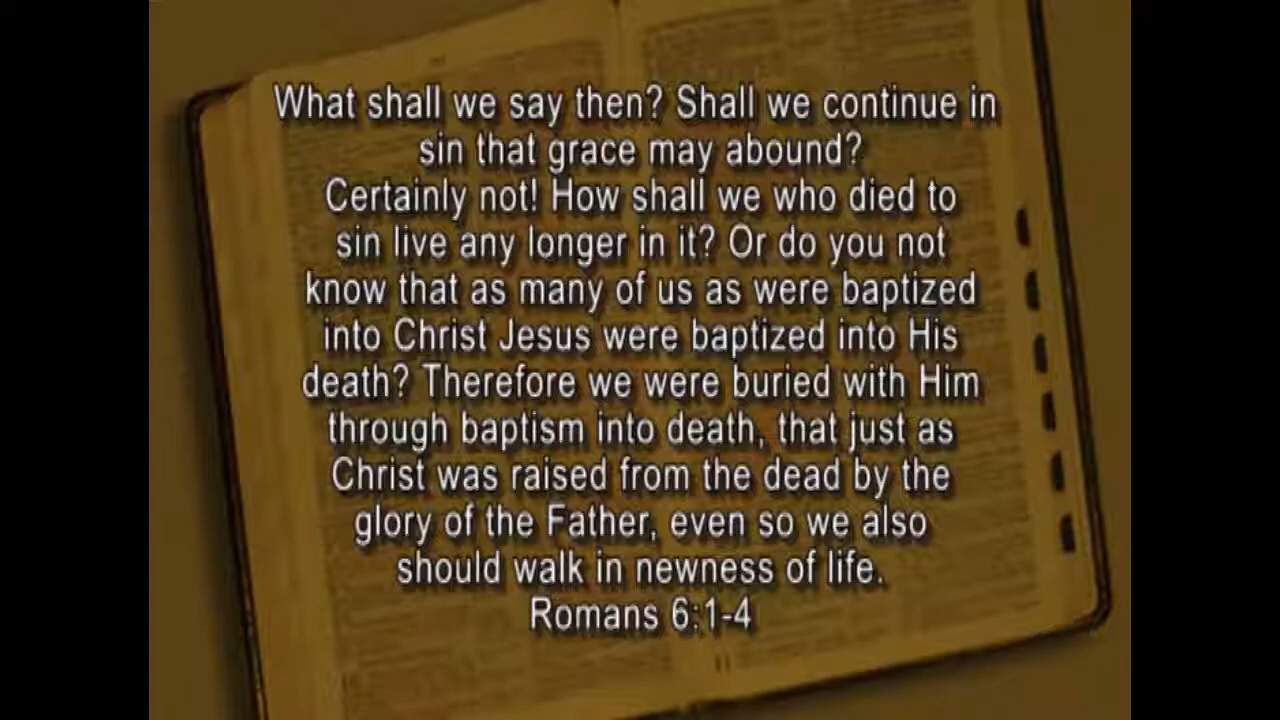 What shall we say then? Shall we continue in
sin that grace may abound?
Certainly not! How shall we who died to
sin live any longer in it? Or do you not
know that as many of us as were baptized
into Christ Jesus were baptized into His
death? Therefore we were buried with Him
through baptism into death, that just as
Christ was raised from the dead by the
glory of the Father, even so we also
should walk in newness of life.
Romans 6:1-4